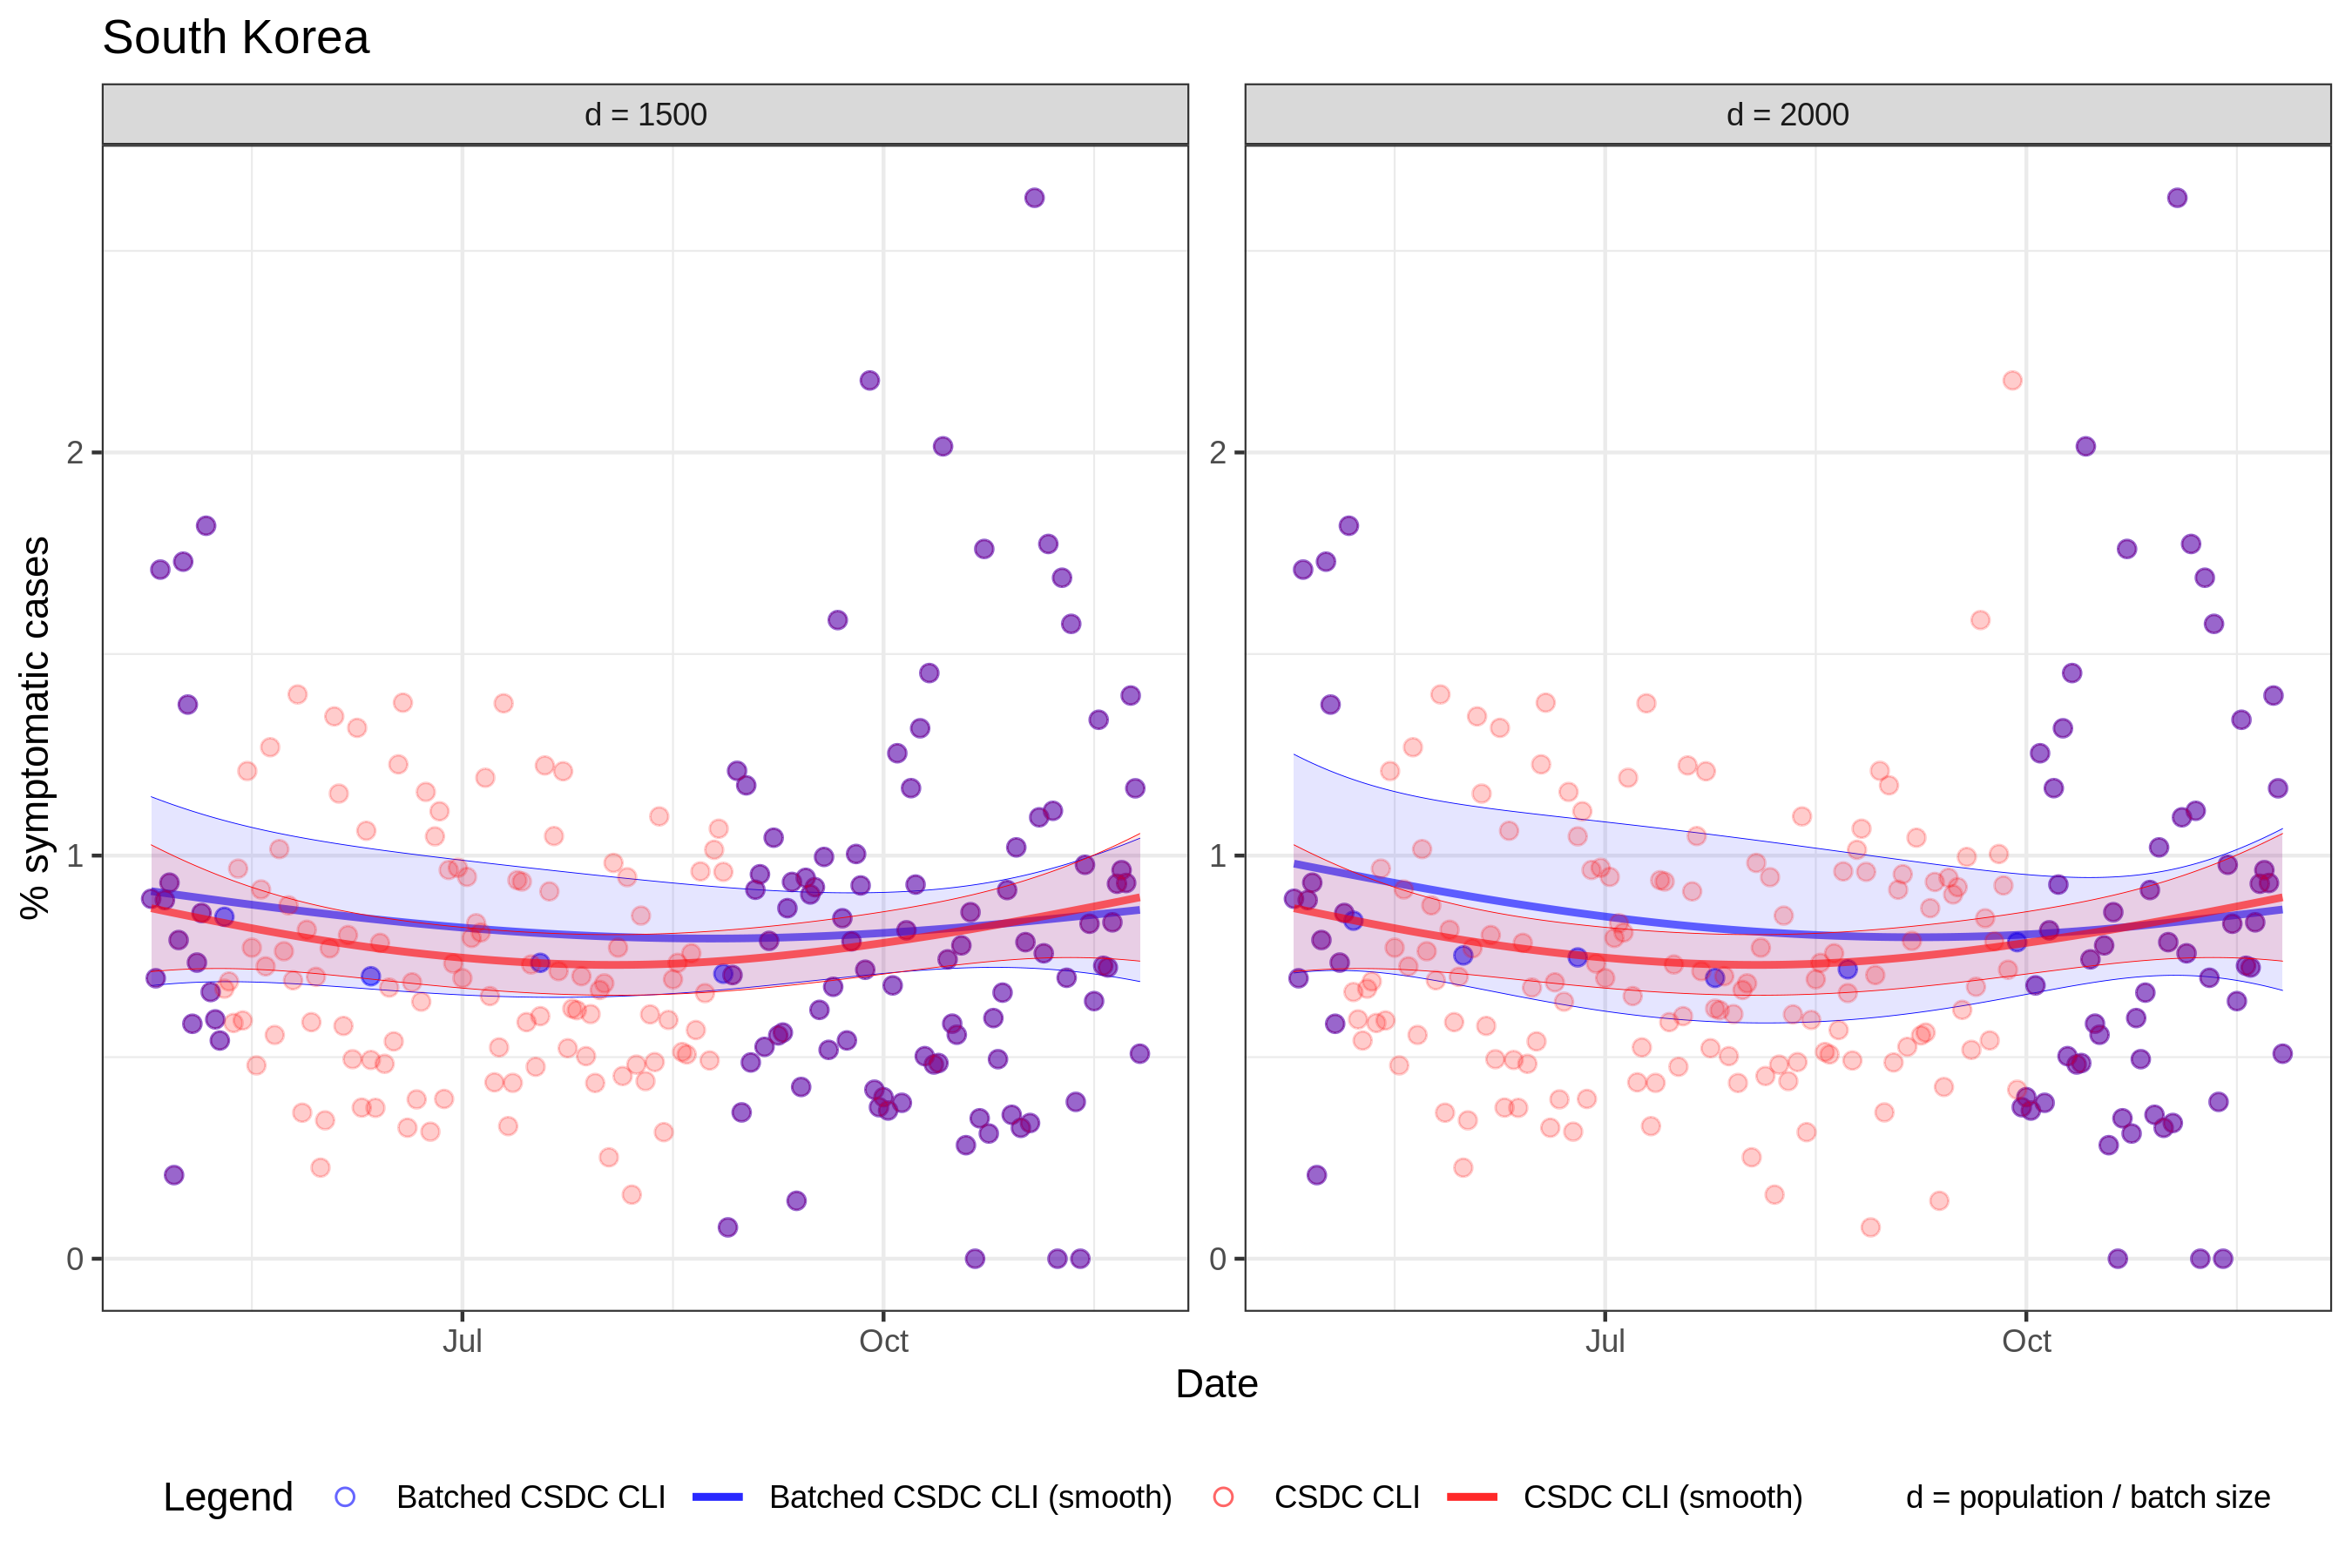 South Korea
d = 1500
d = 2000
% symptomatic cases
2
1
0
2
1
0
Jul
Oct
Jul
Oct
Date
Legend Batched CSDC CLI Batched CSDC CLI (smooth) CSDC CLI CSDC CLI (smooth) d = population / batch size